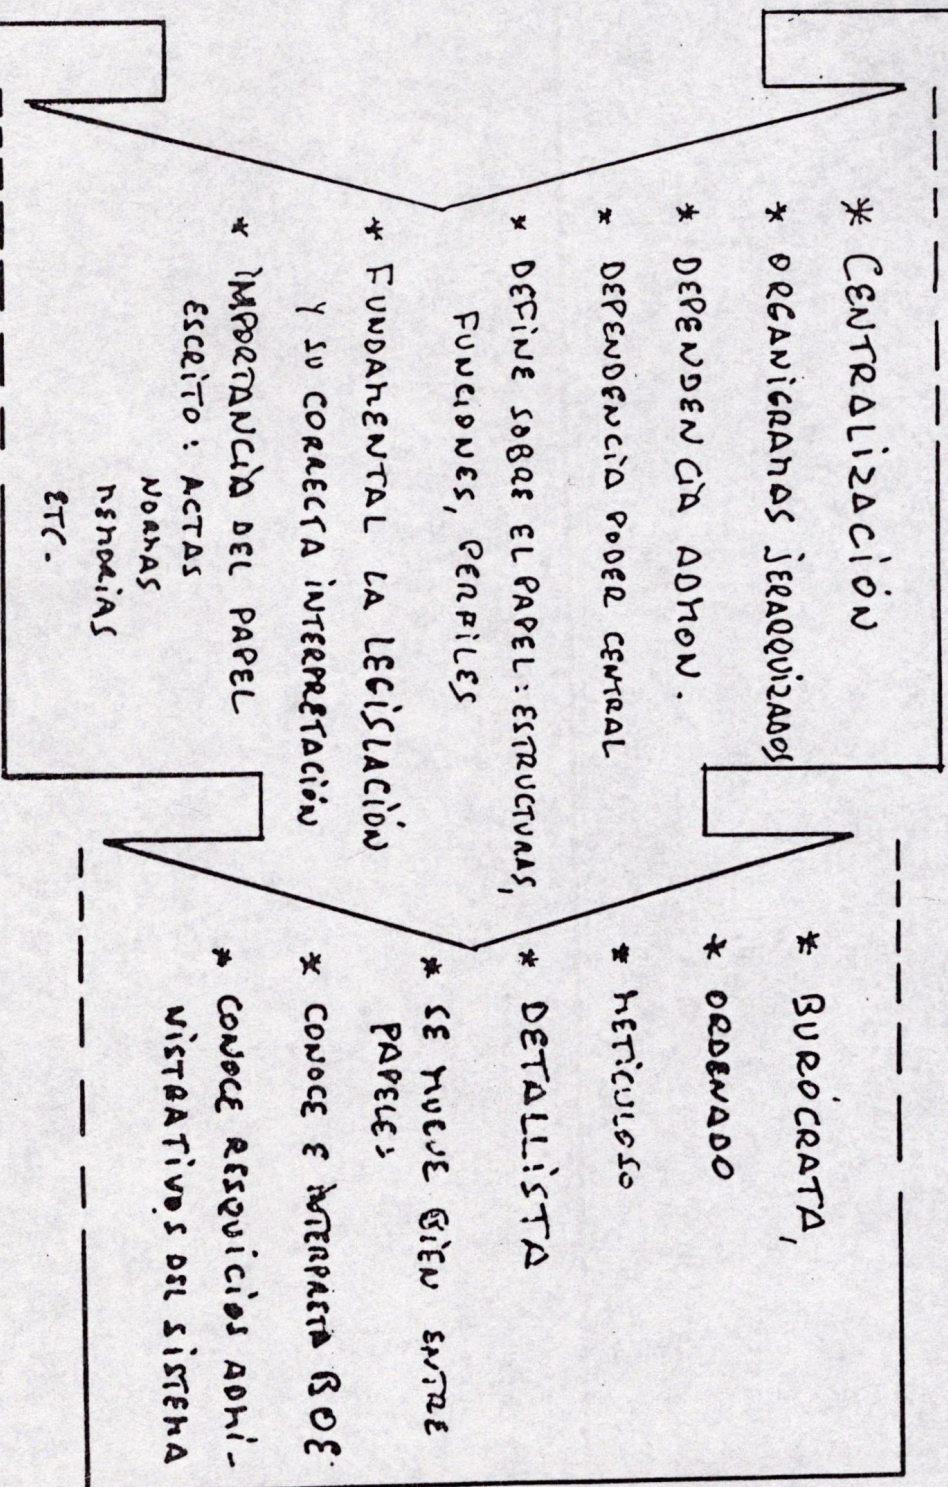 * CENTRALIZACIÓN
* ORGANIGRAMAS JERARQUIZADOS
* DEPENDENCIA ADMON.
* DEPENDENCIA PODER CENTRAL
* DEFINE SOBRE EL PAPEL: ESTRUCTURAS,
FUNCIONES, PERFILES
* FUNDAMENTAL LA LEGISLACIÓN
Y SU CORRECTA INTERPRETACIÓN
* IMPORTANCIA DEL PAPEL
ESCRITO: ACTAS
NORMAS
MEMORIAS
ETC.
* BURÓCRATA,
* ORDENADO
* METICULOSO
* DETALLISTA
* SE MUEVE BIEN ENTRE
PAPELES
* CONOCE E INTERPRETA BOE.
* CONOCE RESQUICIOS ADMI-
NISTRATIVOS DEL SISTEMA